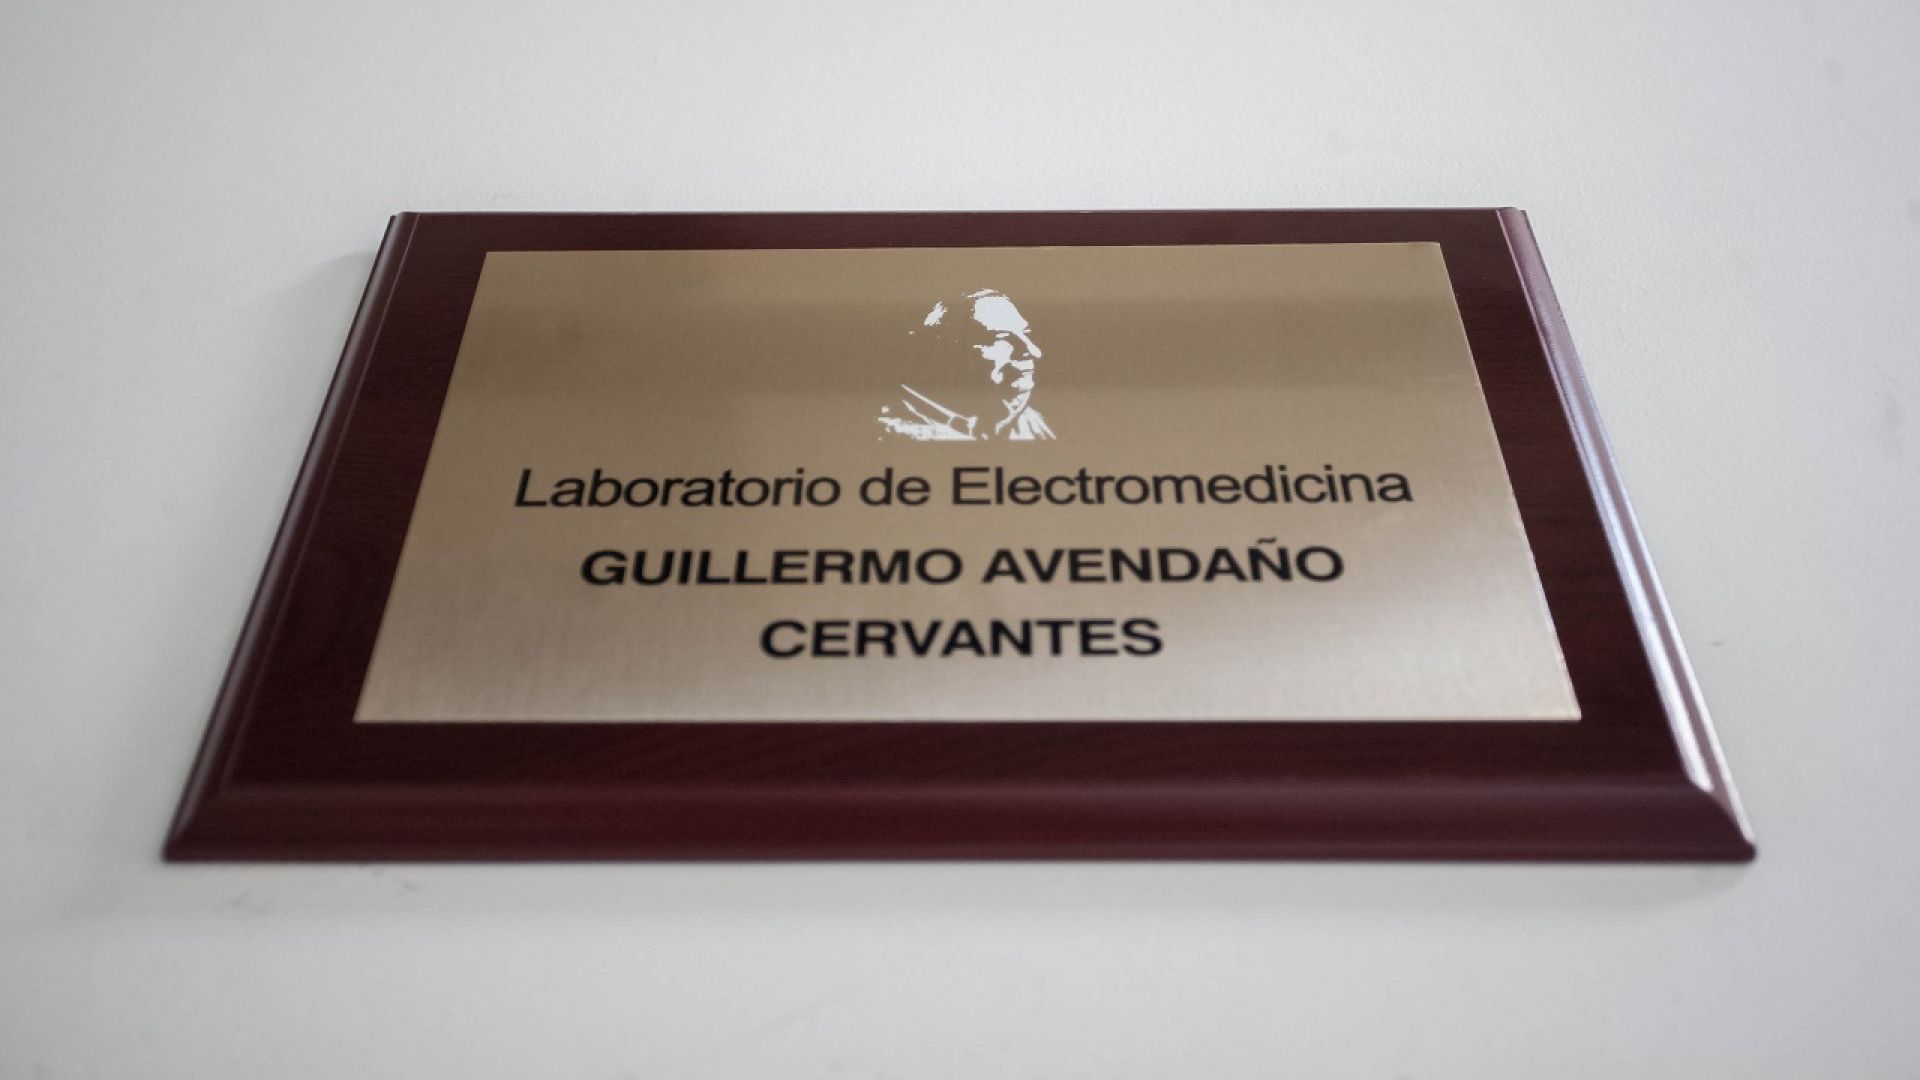 Laboratorio de Electromedicina
GUILLERMO AVENDAÑO
CERVANTES